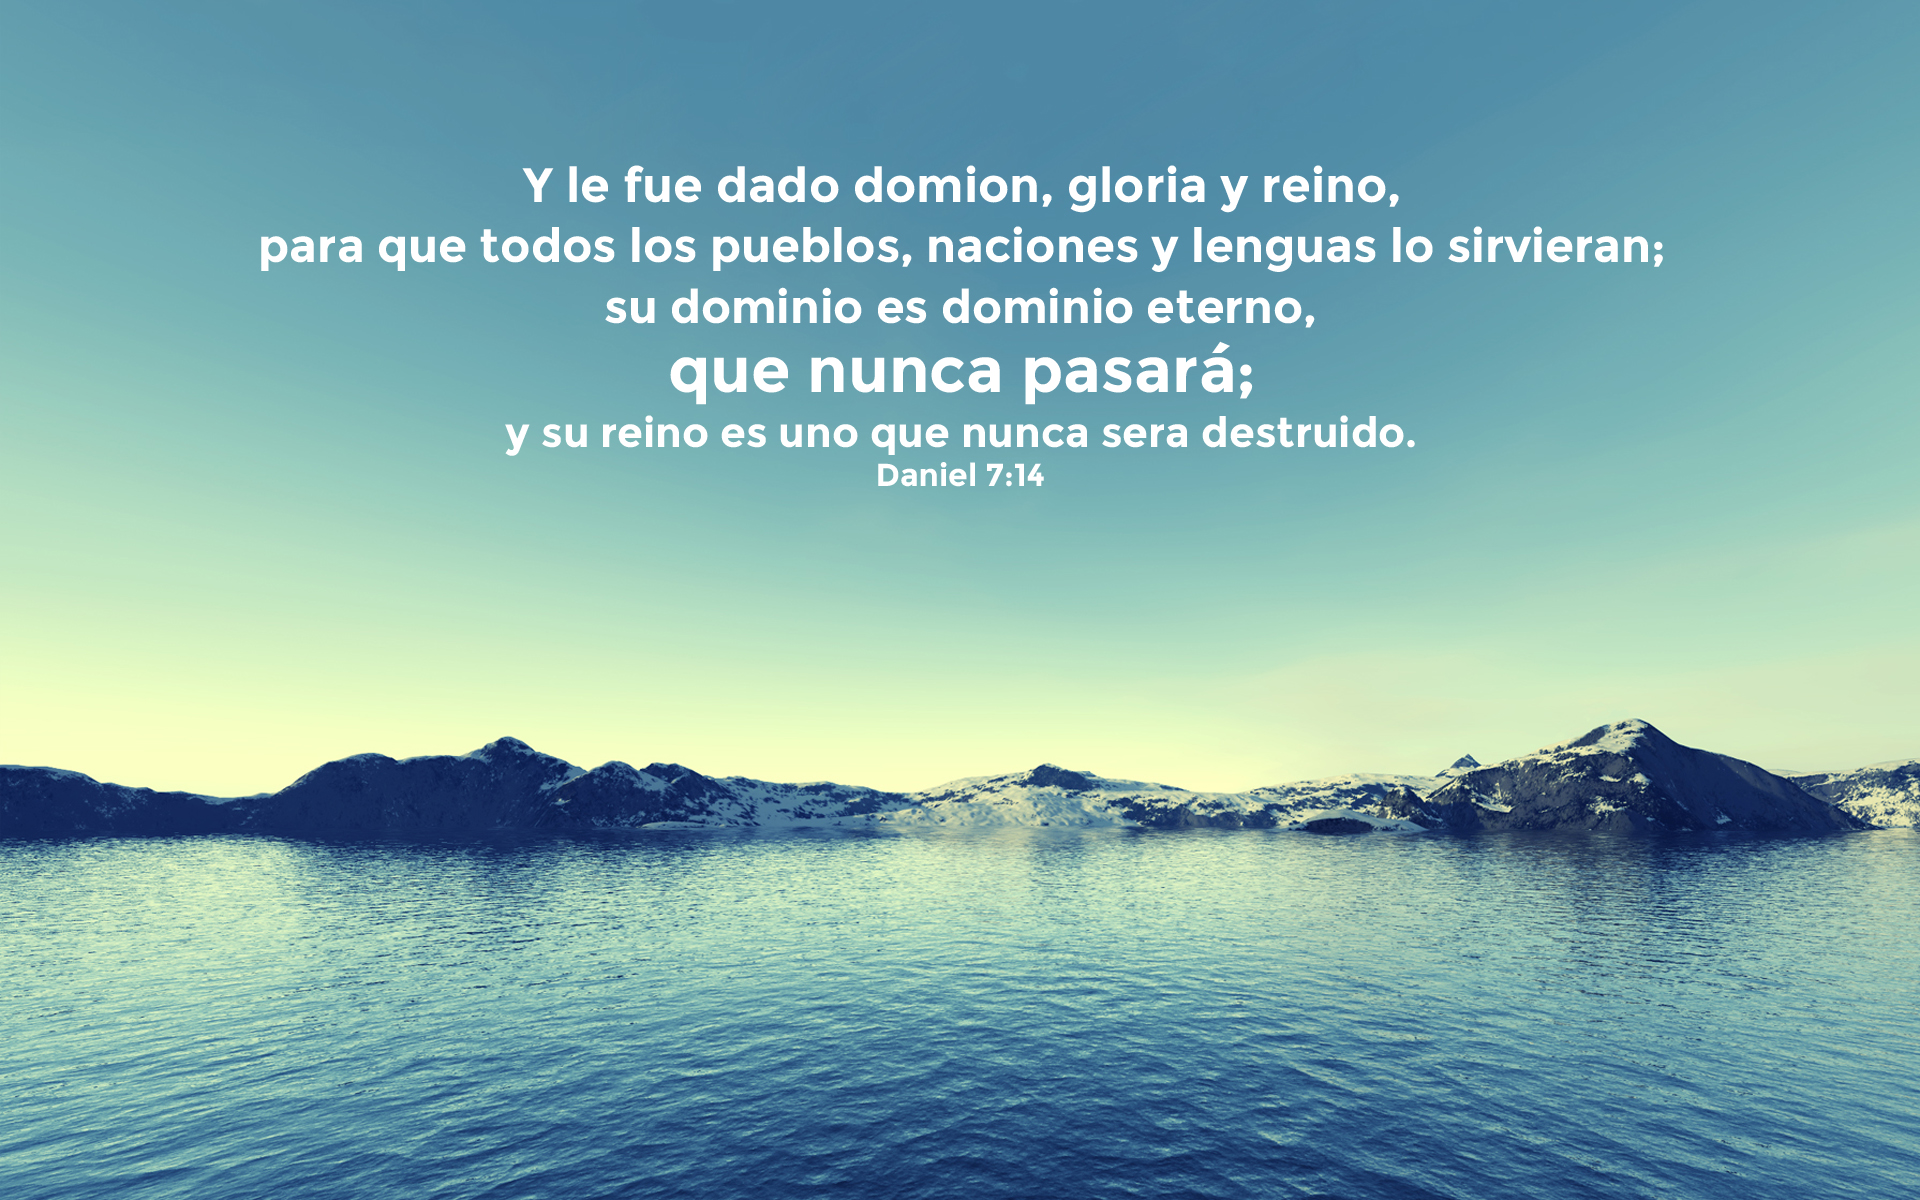 Y le fue dado domion, gloria y reino,
para que todos los pueblos, naciones y lenguas lo sirvieran;
su dominio es dominio eterno,
que nunca pasará;
y su reino es uno que nunca sera destruido.
Daniel 7:14